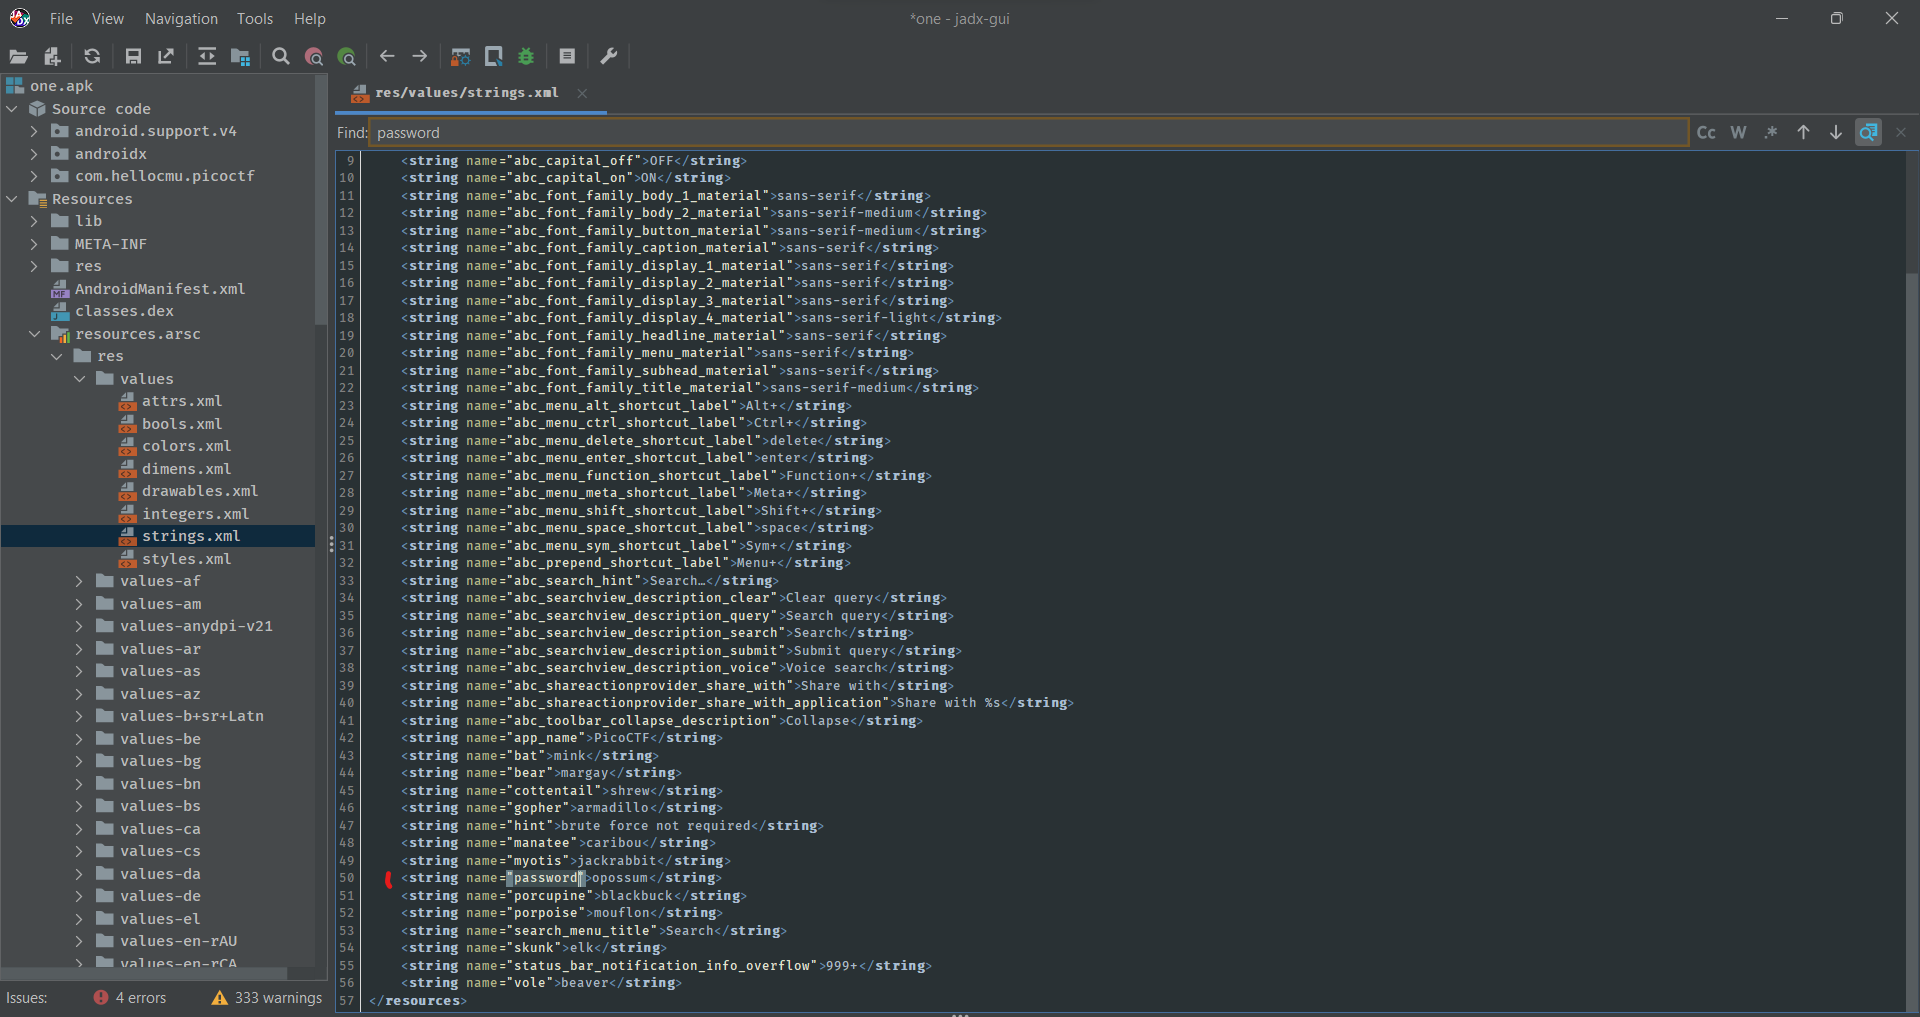 File View Navigation Tools Help
*one - jadx-gui
one.apk
Source code
android.support.v4
androidx
com.hellocmu.picoctf
Resources
lib
META-INF
res
AndroidManifest.xml
classes.dex
resources.arsc
res
values
attrs.xml
bools.xml
colors.xml
dimens.xml
drawables.xml
integers.xml
strings.xml
styles.xml
values-af
values-am
values-anydpi-v21
values-ar
values-as
values-az
values-b+sr+Latn
values-be
values-bg
values-bn
values-bs
values-ca
values-cs
values-da
values-de
values-el
values-en-rAU
values-en-rCA
Issues: 4 errors 333 warnings
res/values/strings.xml
Find: password Cc W .*
9 <string name="abc_capital_off">OFF</string>
10 <string name="abc_capital_on">ON</string>
11 <string name="abc_font_family_body_1_material">sans-serif</string>
12 <string name="abc_font_family_body_2_material">sans-serif-medium</string>
13 <string name="abc_font_family_button_material">sans-serif-medium</string>
14 <string name="abc_font_family_caption_material">sans-serif</string>
15 <string name="abc_font_family_display_1_material">sans-serif</string>
16 <string name="abc_font_family_display_2_material">sans-serif</string>
17 <string name="abc_font_family_display_3_material">sans-serif</string>
18 <string name="abc_font_family_display_4_material">sans-serif-light</string>
19 <string name="abc_font_family_headline_material">sans-serif</string>
20 <string name="abc_font_family_menu_material">sans-serif</string>
21 <string name="abc_font_family_subhead_material">sans-serif</string>
22 <string name="abc_font_family_title_material">sans-serif-medium</string>
23 <string name="abc_menu_alt_shortcut_label">Alt+</string>
24 <string name="abc_menu_ctrl_shortcut_label">Ctrl+</string>
25 <string name="abc_menu_delete_shortcut_label">delete</string>
26 <string name="abc_menu_enter_shortcut_label">enter</string>
27 <string name="abc_menu_function_shortcut_label">Function+</string>
28 <string name="abc_menu_meta_shortcut_label">Meta+</string>
29 <string name="abc_menu_shift_shortcut_label">Shift+</string>
30 <string name="abc_menu_space_shortcut_label">space</string>
31 <string name="abc_menu_sym_shortcut_label">Sym+</string>
32 <string name="abc_prepend_shortcut_label">Menu+</string>
33 <string name="abc_search_hint">Search…</string>
34 <string name="abc_searchview_description_clear">Clear query</string>
35 <string name="abc_searchview_description_query">Search query</string>
36 <string name="abc_searchview_description_search">Search</string>
37 <string name="abc_searchview_description_submit">Submit query</string>
38 <string name="abc_searchview_description_voice">Voice search</string>
39 <string name="abc_shareactionprovider_share_with">Share with</string>
40 <string name="abc_shareactionprovider_share_with_application">Share with %s</string>
41 <string name="abc_toolbar_collapse_description">Collapse</string>
42 <string name="app_name">PicoCTF</string>
43 <string name="bat">mink</string>
44 <string name="bear">margay</string>
45 <string name="cottentail">shrew</string>
46 <string name="gopher">armadillo</string>
47 <string name="hint">brute force not required</string>
48 <string name="manatee">caribou</string>
49 <string name="myotis">jackrabbit</string>
50 <string name="password">opossum</string>
51 <string name="porcupine">blackbuck</string>
52 <string name="porpoise">mouflon</string>
53 <string name="search_menu_title">Search</string>
54 <string name="skunk">elk</string>
55 <string name="status_bar_notification_info_overflow">999+</string>
56 <string name="vole">beaver</string>
57 </resources>